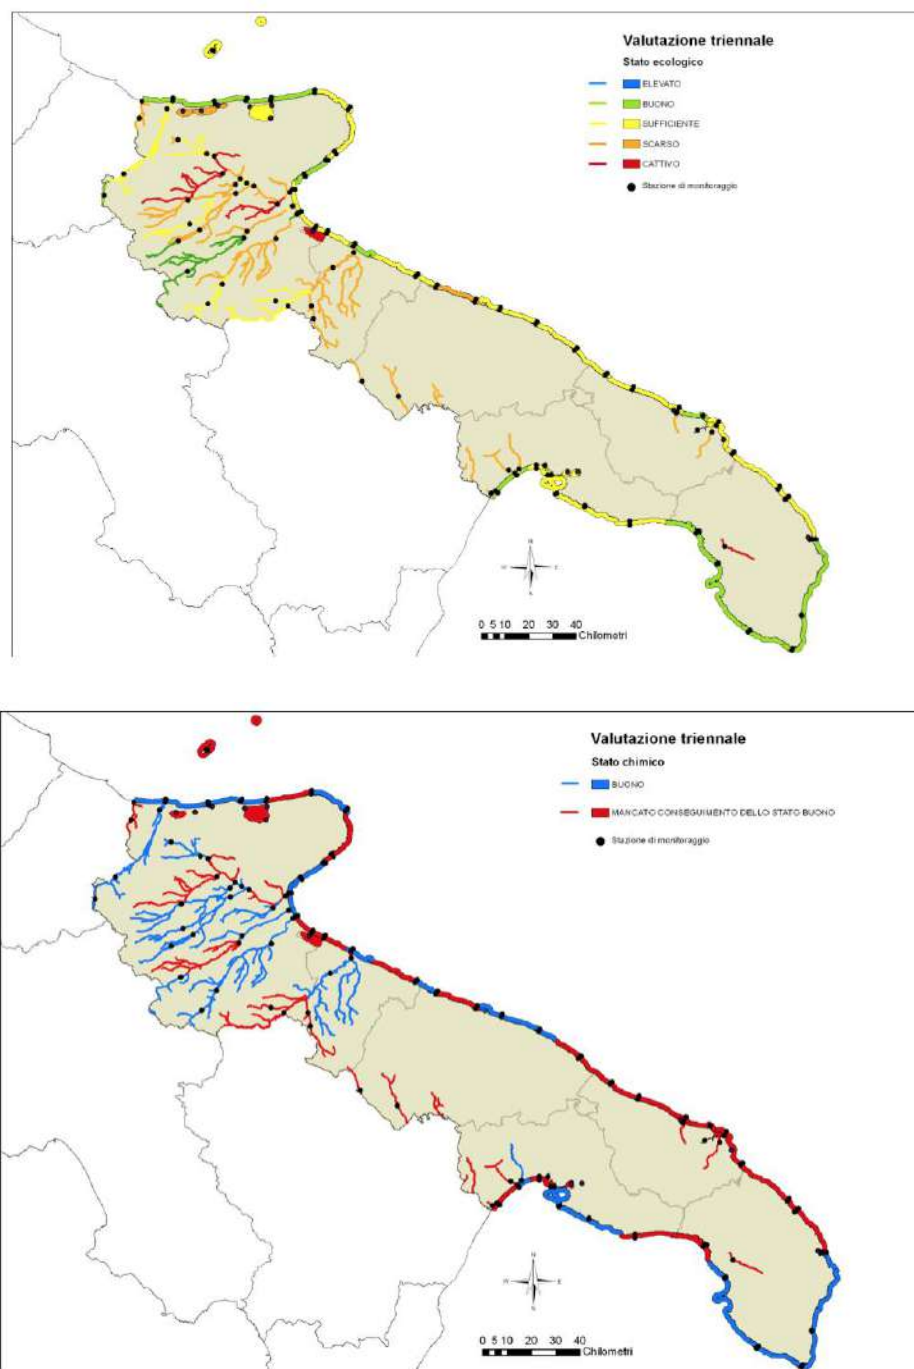 Valutazione triennale
Stato ecologico
ELEVATO
BUONO
SUFFICIENTE
SCARSO
CATTIVO
Stazione di monitoraggio
N
S
0 5 10 20 30 40
Chilometri
Valutazione triennale
Stato chimico
BUONO
MANCATO CONSEGUIMENTO DELLO STATO BUONO
Stazione di monitoraggio
N
S
0 5 10 20 30 40
Chilometri